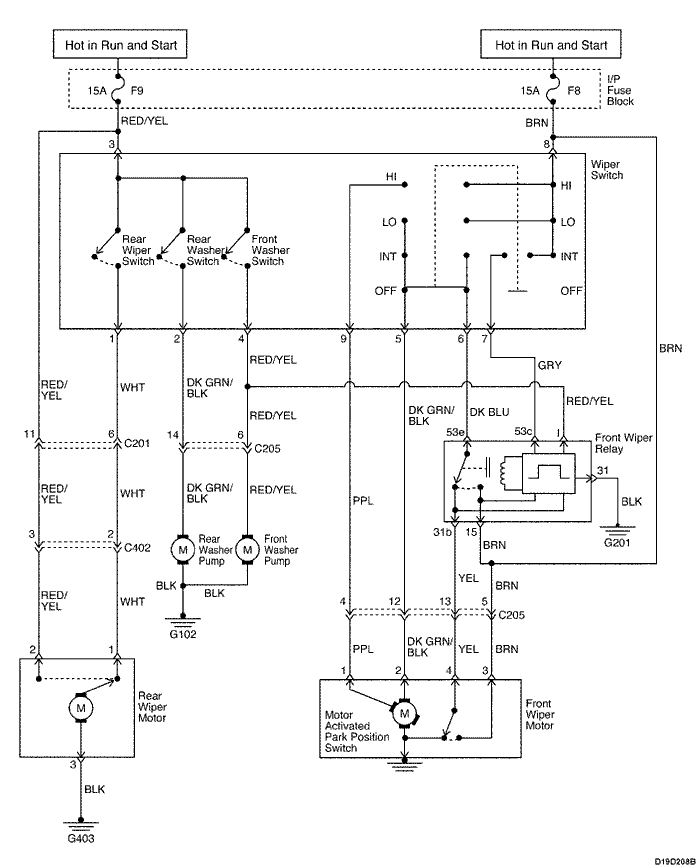 Hot in Run and Start
Hot in Run and Start
15A F9
15A F8
I/P
Fuse
Block
RED/YEL
BRN
3
8
Wiper
Switch
HI
HI
LO
LO
INT
INT
OFF
OFF
Rear
Wiper
Switch
Rear
Washer
Switch
Front
Washer
Switch
1
2
4
9
5
6
7
RED/YEL
GRY
BRN
RED/
YEL
WHT
DK GRN/
BLK
RED/YEL
DK GRN/
BLK
DK BLU
RED/YEL
11
6
C201
14
6
C205
53e
53c
I
Front Wiper
Relay
31
BLK
G201
RED/
YEL
WHT
DK GRN/
BLK
RED/YEL
PPL
31b
15
BRN
3
2
C402
M
Rear
Washer
Pump
M
Front
Washer
Pump
BLK
BLK
G102
YEL
BRN
RED/
YEL
WHT
4
12
13
5
C205
PPL
DK GRN/
BLK
YEL
BRN
2
1
1
2
4
3
M
Rear
Wiper
Motor
Motor
Activated
Park Position
Switch
M
Front
Wiper
Motor
3
BLK
G403
D19D208B